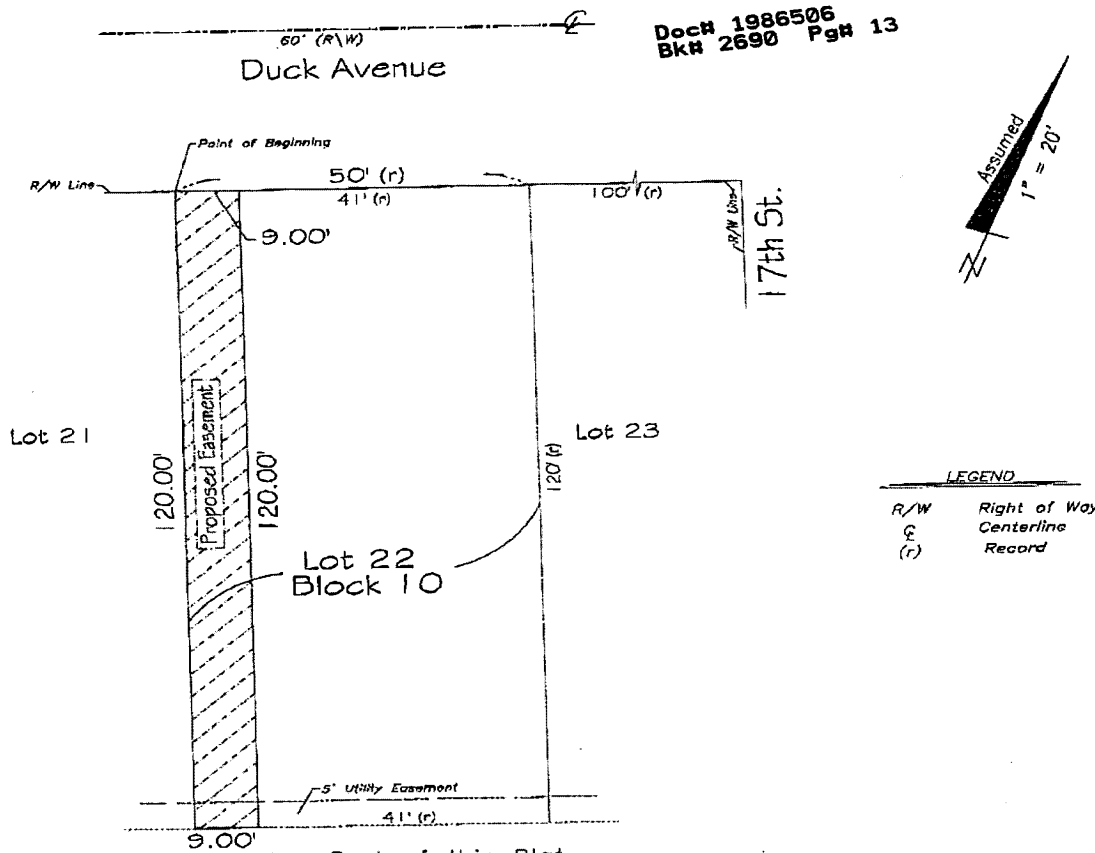 Doc# 1986506
Bk# 2690 Pg# 13
60' (R\W)
Duck Avenue
Point of Beginning
R/W Line
50' (r)
41' (r)
100' (r)
9.00'
R/W Line
17th St.
Assumed
1" = 20'
N
Lot 21
120.00'
Proposed Easement
120.00'
Lot 23
120' (r)
Lot 22
Block 10
LEGEND
R/W Right of Way
℄ Centerline
(r) Record
5' Utility Easement
41' (r)
9.00'